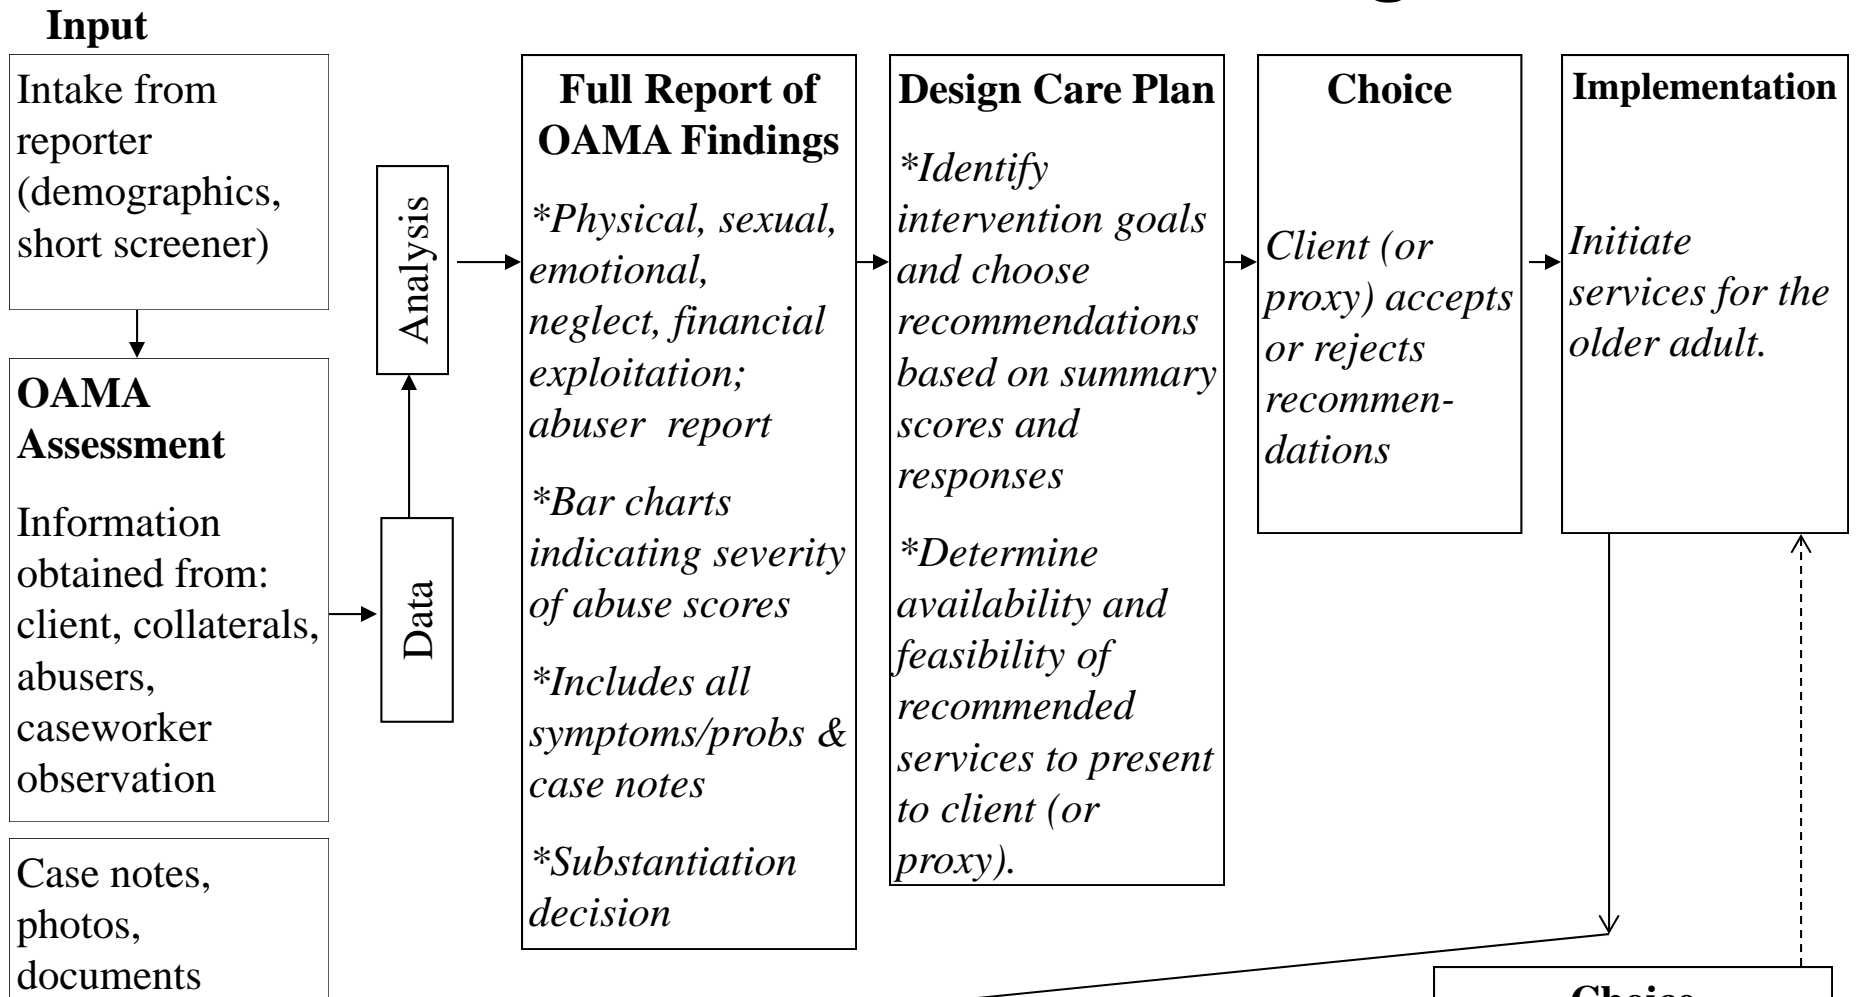 Input
Intake from
reporter
(demographics,
short screener)
OAMA
Assessment
Information
obtained from:
client, collaterals,
abusers,
caseworker
observation
Case notes,
photos,
documents
Analysis
Data
Full Report of
OAMA Findings
*Physical, sexual,
emotional,
neglect, financial
exploitation;
abuser report
*Bar charts
indicating severity
of abuse scores
*Includes all
symptoms/probs &
case notes
*Substantiation
decision
Design Care Plan
*Identify
intervention goals
and choose
recommendations
based on summary
scores and
responses
*Determine
availability and
feasibility of
recommended
services to present
to client (or
proxy).
Choice
Client (or
proxy) accepts
or rejects
recommen-
dations
Implementation
Initiate
services for the
older adult.
Choice